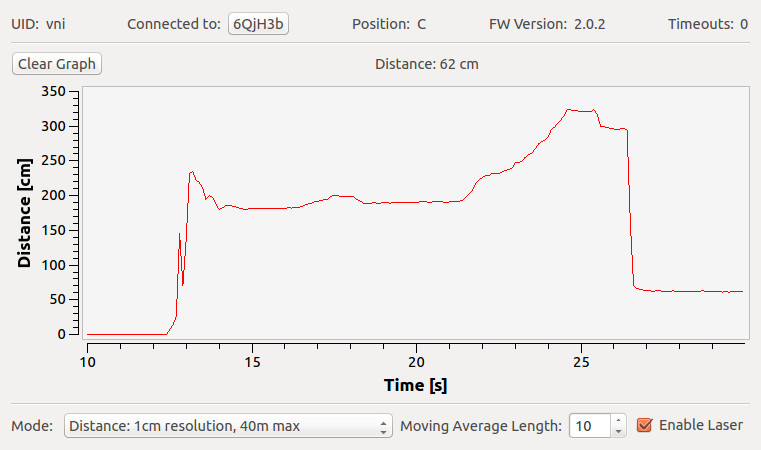 UID: vni Connected to: 6QjH3b Position: C FW Version: 2.0.2 Timeouts: 0
Clear Graph Distance: 62 cm
350
300
250
200
150
100
50
0
Distance [cm]
10 15 20 25
Time [s]
Mode: Distance: 1cm resolution, 40m max Moving Average Length: 10 Enable Laser